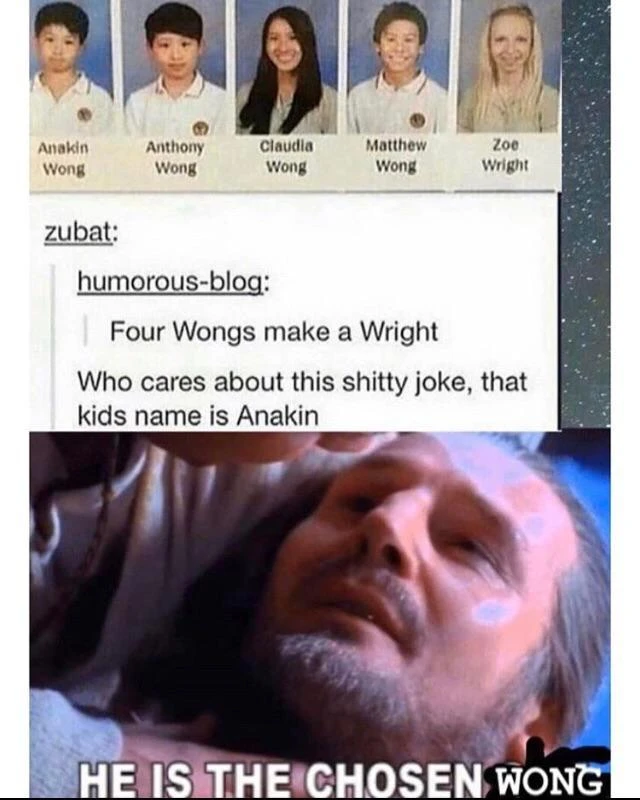 Anakin Wong
Anthony Wong
Claudia Wong
Matthew Wong
Zoe Wright
zubat:
humorous-blog:
Four Wongs make a Wright
Who cares about this shitty joke, that
kids name is Anakin
HE IS THE CHOSEN WONG